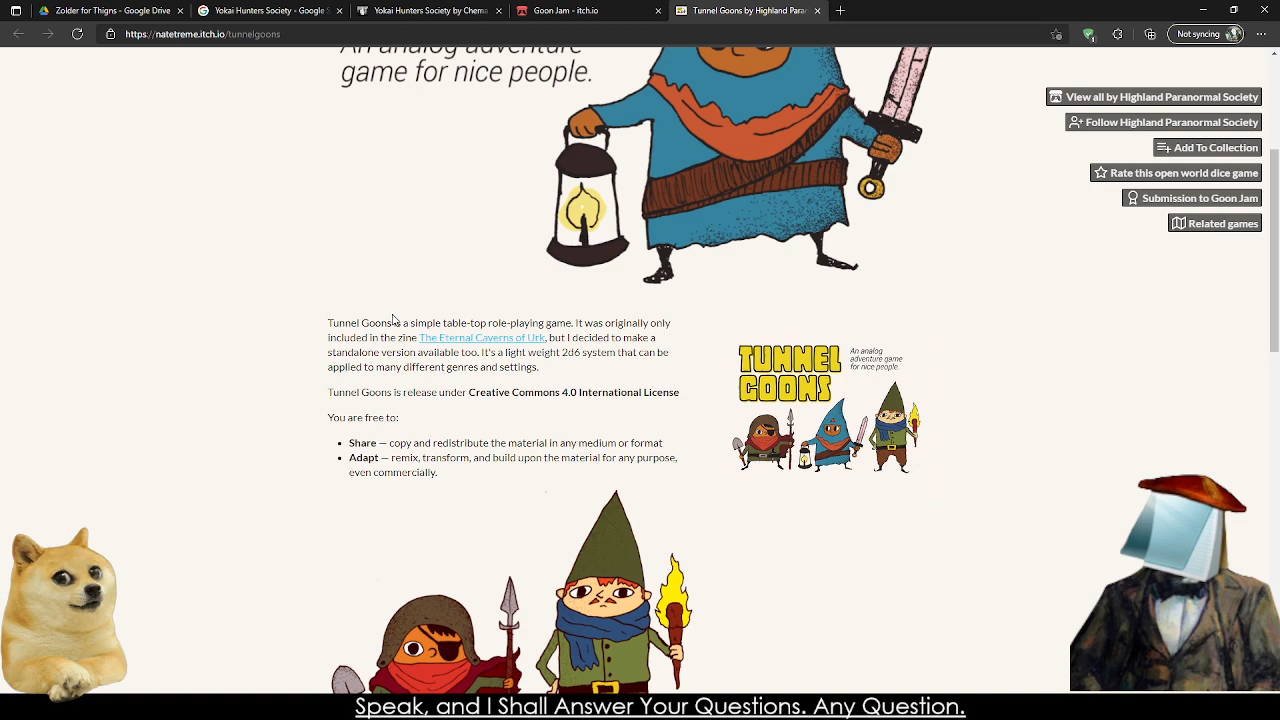 Zolder for Thigns - Google Drive
Yokai Hunters Society - Google S
Yokai Hunters Society by Chema
Goon Jam - itch.io
Tunnel Goons by Highland Paran
https://natetreme.itch.io/tunnelgoons
Not syncing
An analog adventure
game for nice people.
View all by Highland Paranormal Society
Follow Highland Paranormal Society
Add To Collection
Rate this open world dice game
Submission to Goon Jam
Related games
Tunnel Goons is a simple table-top role-playing game. It was originally only
included in the zine The Eternal Caverns of Urk, but I decided to make a
standalone version available too. It's a light weight 2d6 system that can be
applied to many different genres and settings.
Tunnel Goons is release under Creative Commons 4.0 International License
You are free to:
Share — copy and redistribute the material in any medium or format
Adapt — remix, transform, and build upon the material for any purpose,
even commercially.
TUNNEL
GOONS
An analog
adventure game
for nice people.
Speak, and I Shall Answer Your Questions. Any Question.